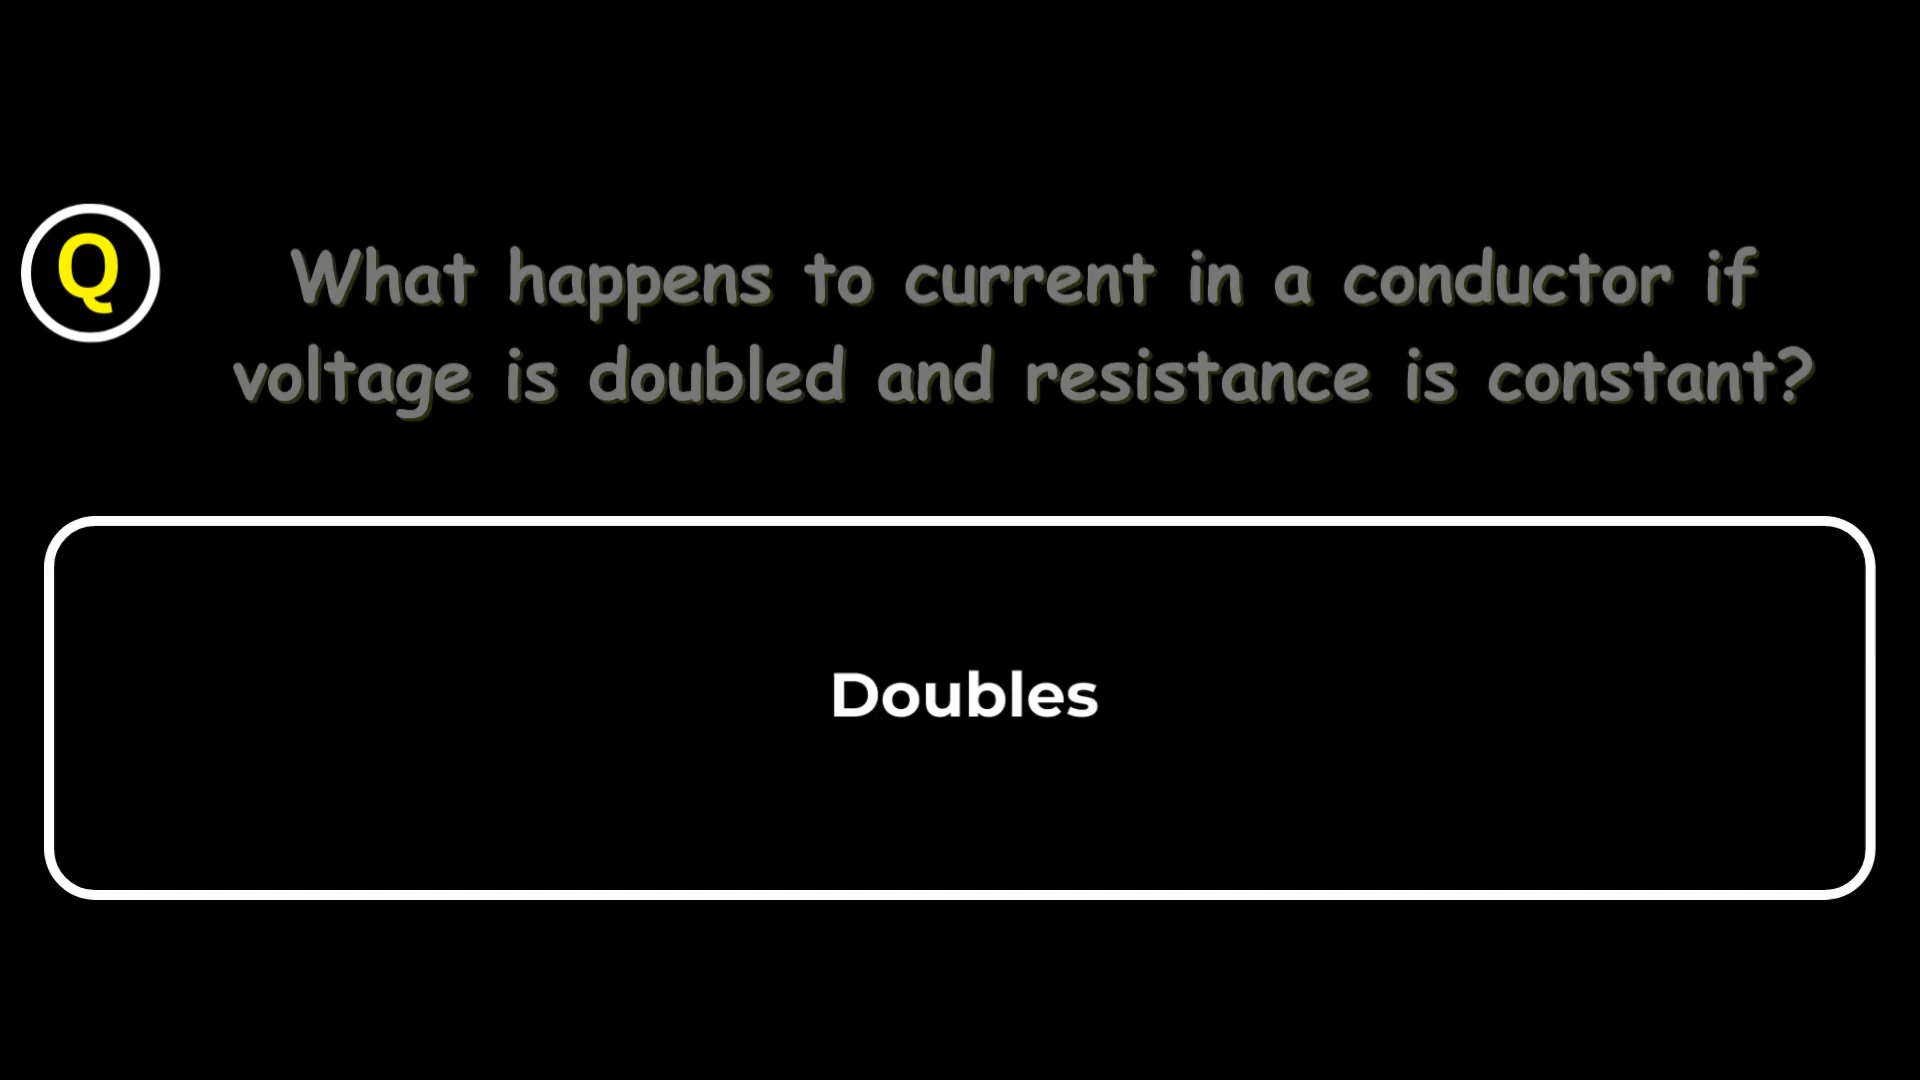 Q
What happens to current in a conductor if
voltage is doubled and resistance is constant?
Doubles